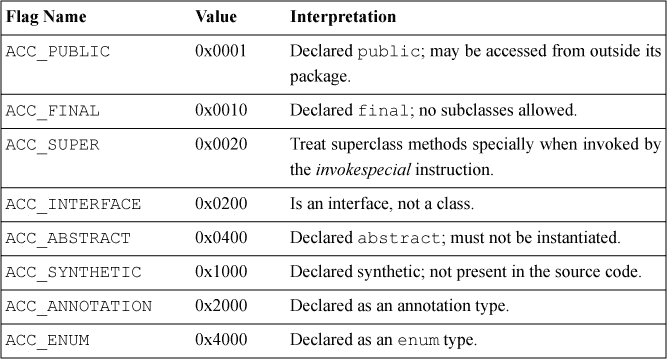 Flag Name Value Interpretation
ACC_PUBLIC 0x0001 Declared public; may be accessed from outside its
package.
ACC_FINAL 0x0010 Declared final; no subclasses allowed.
ACC_SUPER 0x0020 Treat superclass methods specially when invoked by
the invokespecial instruction.
ACC_INTERFACE 0x0200 Is an interface, not a class.
ACC_ABSTRACT 0x0400 Declared abstract; must not be instantiated.
ACC_SYNTHETIC 0x1000 Declared synthetic; not present in the source code.
ACC_ANNOTATION 0x2000 Declared as an annotation type.
ACC_ENUM 0x4000 Declared as an enum type.